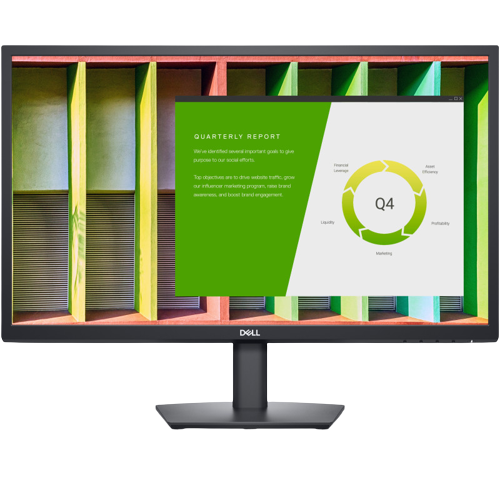 QUARTERLY REPORT
We've identified several important goals to give
purpose to our social efforts.
Top objectives are to drive website traffic, grow
our influencer marketing program, raise brand
awareness, and boost brand engagement.
Financial
Leverage
Asset
Efficiency
Q4
Liquidity
Profitability
Marketing
DELL